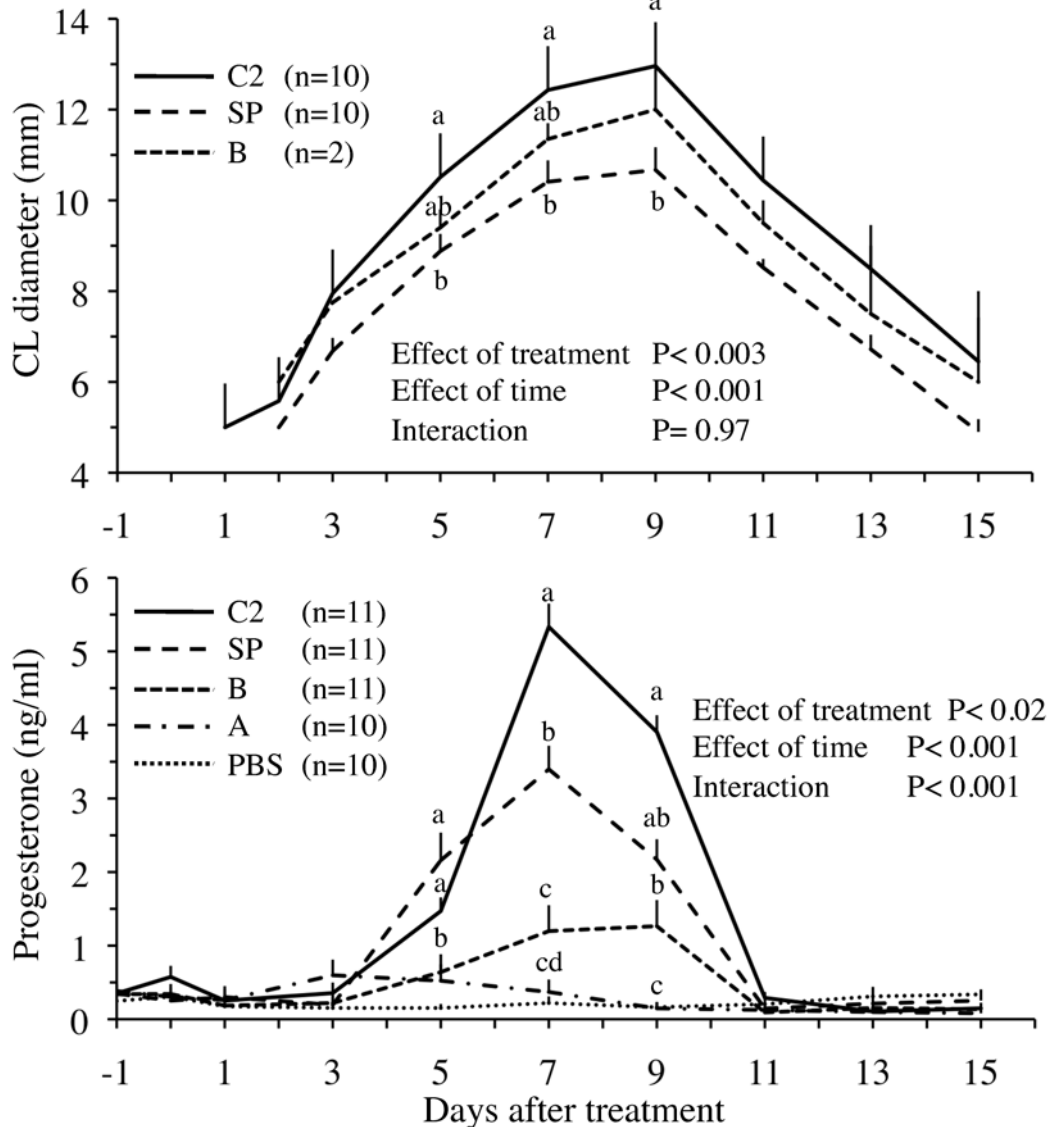 14
12
10
8
6
4
CL diameter (mm)
C2 (n=10)
SP (n=10)
B (n=2)
a
a
a
ab
ab
b
b
b
Effect of treatment P< 0.003
Effect of time P< 0.001
Interaction P= 0.97
-1 1 3 5 7 9 11 13 15
6
5
4
3
2
1
0
Progesterone (ng/ml)
C2 (n=11)
SP (n=11)
B (n=11)
A (n=10)
PBS (n=10)
a
a
b
a
b
c
cd
a
ab
b
c
Effect of treatment P< 0.02
Effect of time P< 0.001
Interaction P< 0.001
-1 1 3 5 7 9 11 13 15
Days after treatment